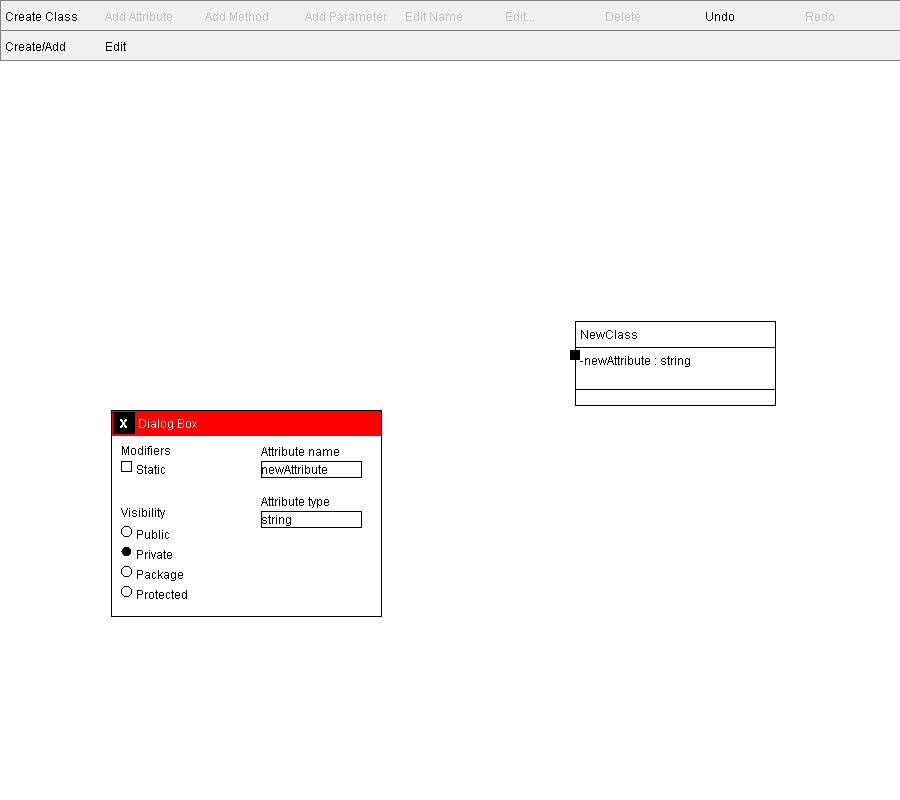 Create Class Add Attribute Add Method Add Parameter Edit Name Edit... Delete Undo Redo
Create/Add Edit
NewClass
-newAttribute : string
X Dialog Box
Modifiers
Static
Visibility
Public
Private
Package
Protected
Attribute name
newAttribute
Attribute type
string